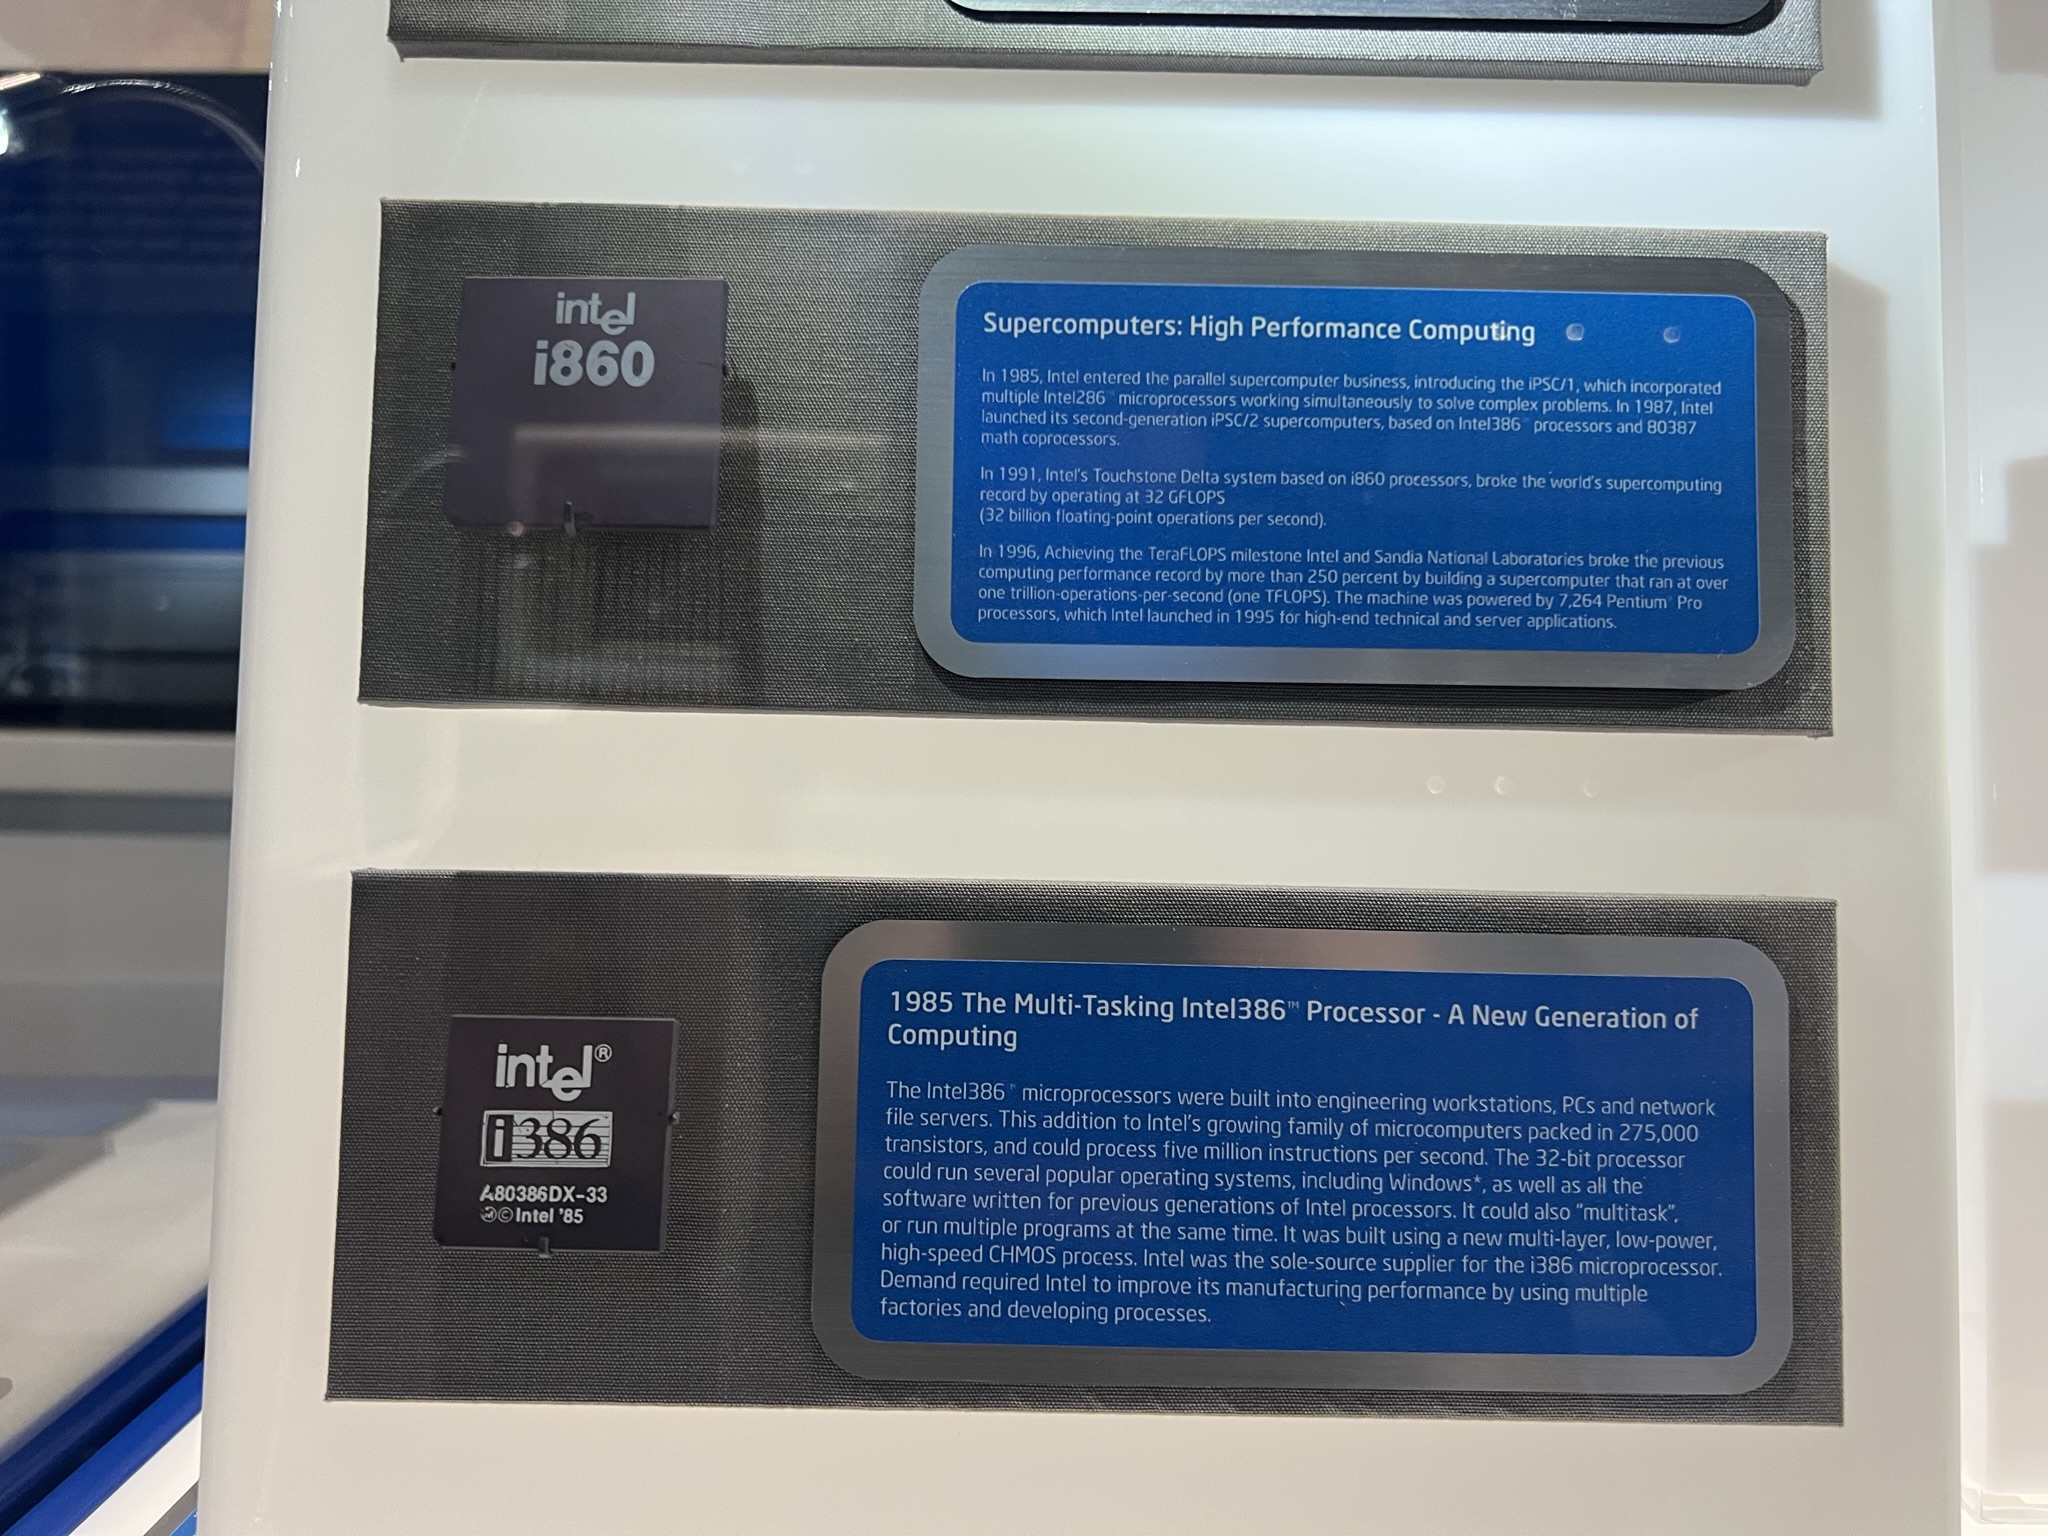 intel
i860
Supercomputers: High Performance Computing
In 1985, Intel entered the parallel supercomputer business, introducing the iPSC/1, which incorporated
multiple Intel286™ microprocessors working simultaneously to solve complex problems. In 1987, Intel
launched its second-generation iPSC/2 supercomputers, based on Intel386™ processors and 80387
math coprocessors.
In 1991, Intel's Touchstone Delta system based on i860 processors, broke the world's supercomputing
record by operating at 32 GFLOPS
(32 billion floating-point operations per second).
In 1996, Achieving the TeraFLOPS milestone Intel and Sandia National Laboratories broke the previous
computing performance record by more than 250 percent by building a supercomputer that ran at over
one trillion-operations-per-second (one TFLOPS). The machine was powered by 7,264 Pentium® Pro
processors, which Intel launched in 1995 for high-end technical and server applications.
intel®
i386
A80386DX-33
Ⓜ©Intel '85
1985 The Multi-Tasking Intel386™ Processor - A New Generation of
Computing
The Intel386™ microprocessors were built into engineering workstations, PCs and network
file servers. This addition to Intel's growing family of microcomputers packed in 275,000
transistors, and could process five million instructions per second. The 32-bit processor
could run several popular operating systems, including Windows*, as well as all the
software written for previous generations of Intel processors. It could also "multitask",
or run multiple programs at the same time. It was built using a new multi-layer, low-power,
high-speed CHMOS process. Intel was the sole-source supplier for the i386 microprocessor.
Demand required Intel to improve its manufacturing performance by using multiple
factories and developing processes.